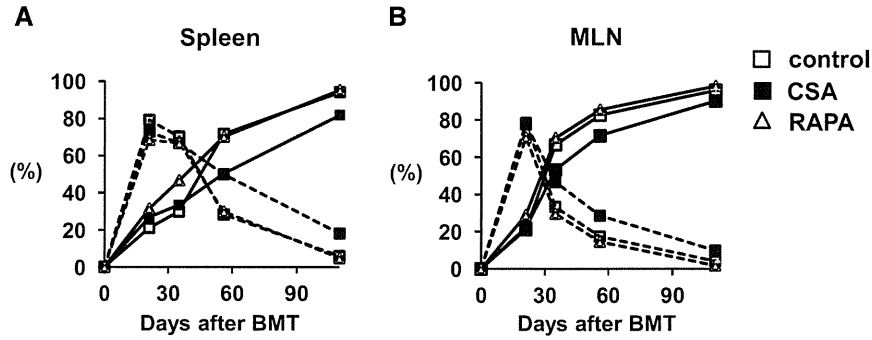 A
Spleen
100
80
60
(%)
40
20
0
0 30 60 90
Days after BMT
B
MLN
100
80
60
(%)
40
20
0
0 30 60 90
Days after BMT
control
CSA
RAPA